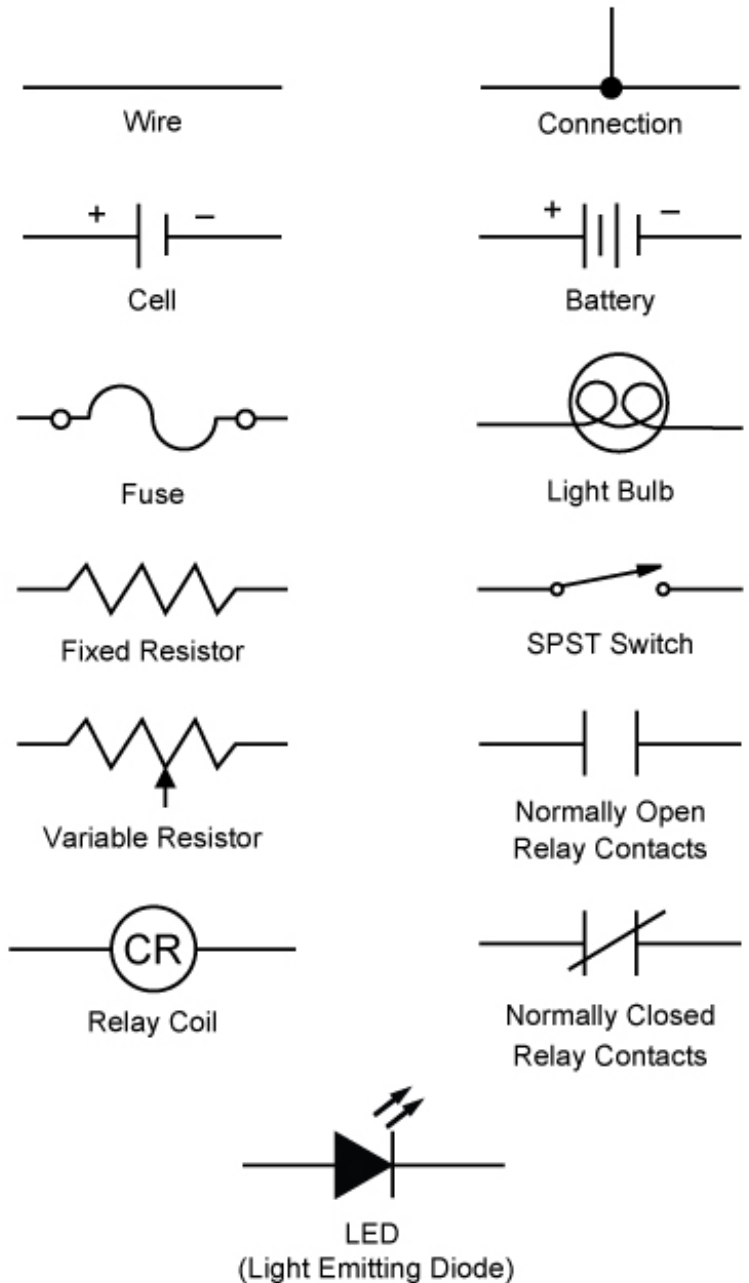 Wire
Connection
+ –
Cell
+ –
Battery
Fuse
Light Bulb
Fixed Resistor
SPST Switch
Variable Resistor
Normally Open
Relay Contacts
CR
Relay Coil
Normally Closed
Relay Contacts
LED
(Light Emitting Diode)